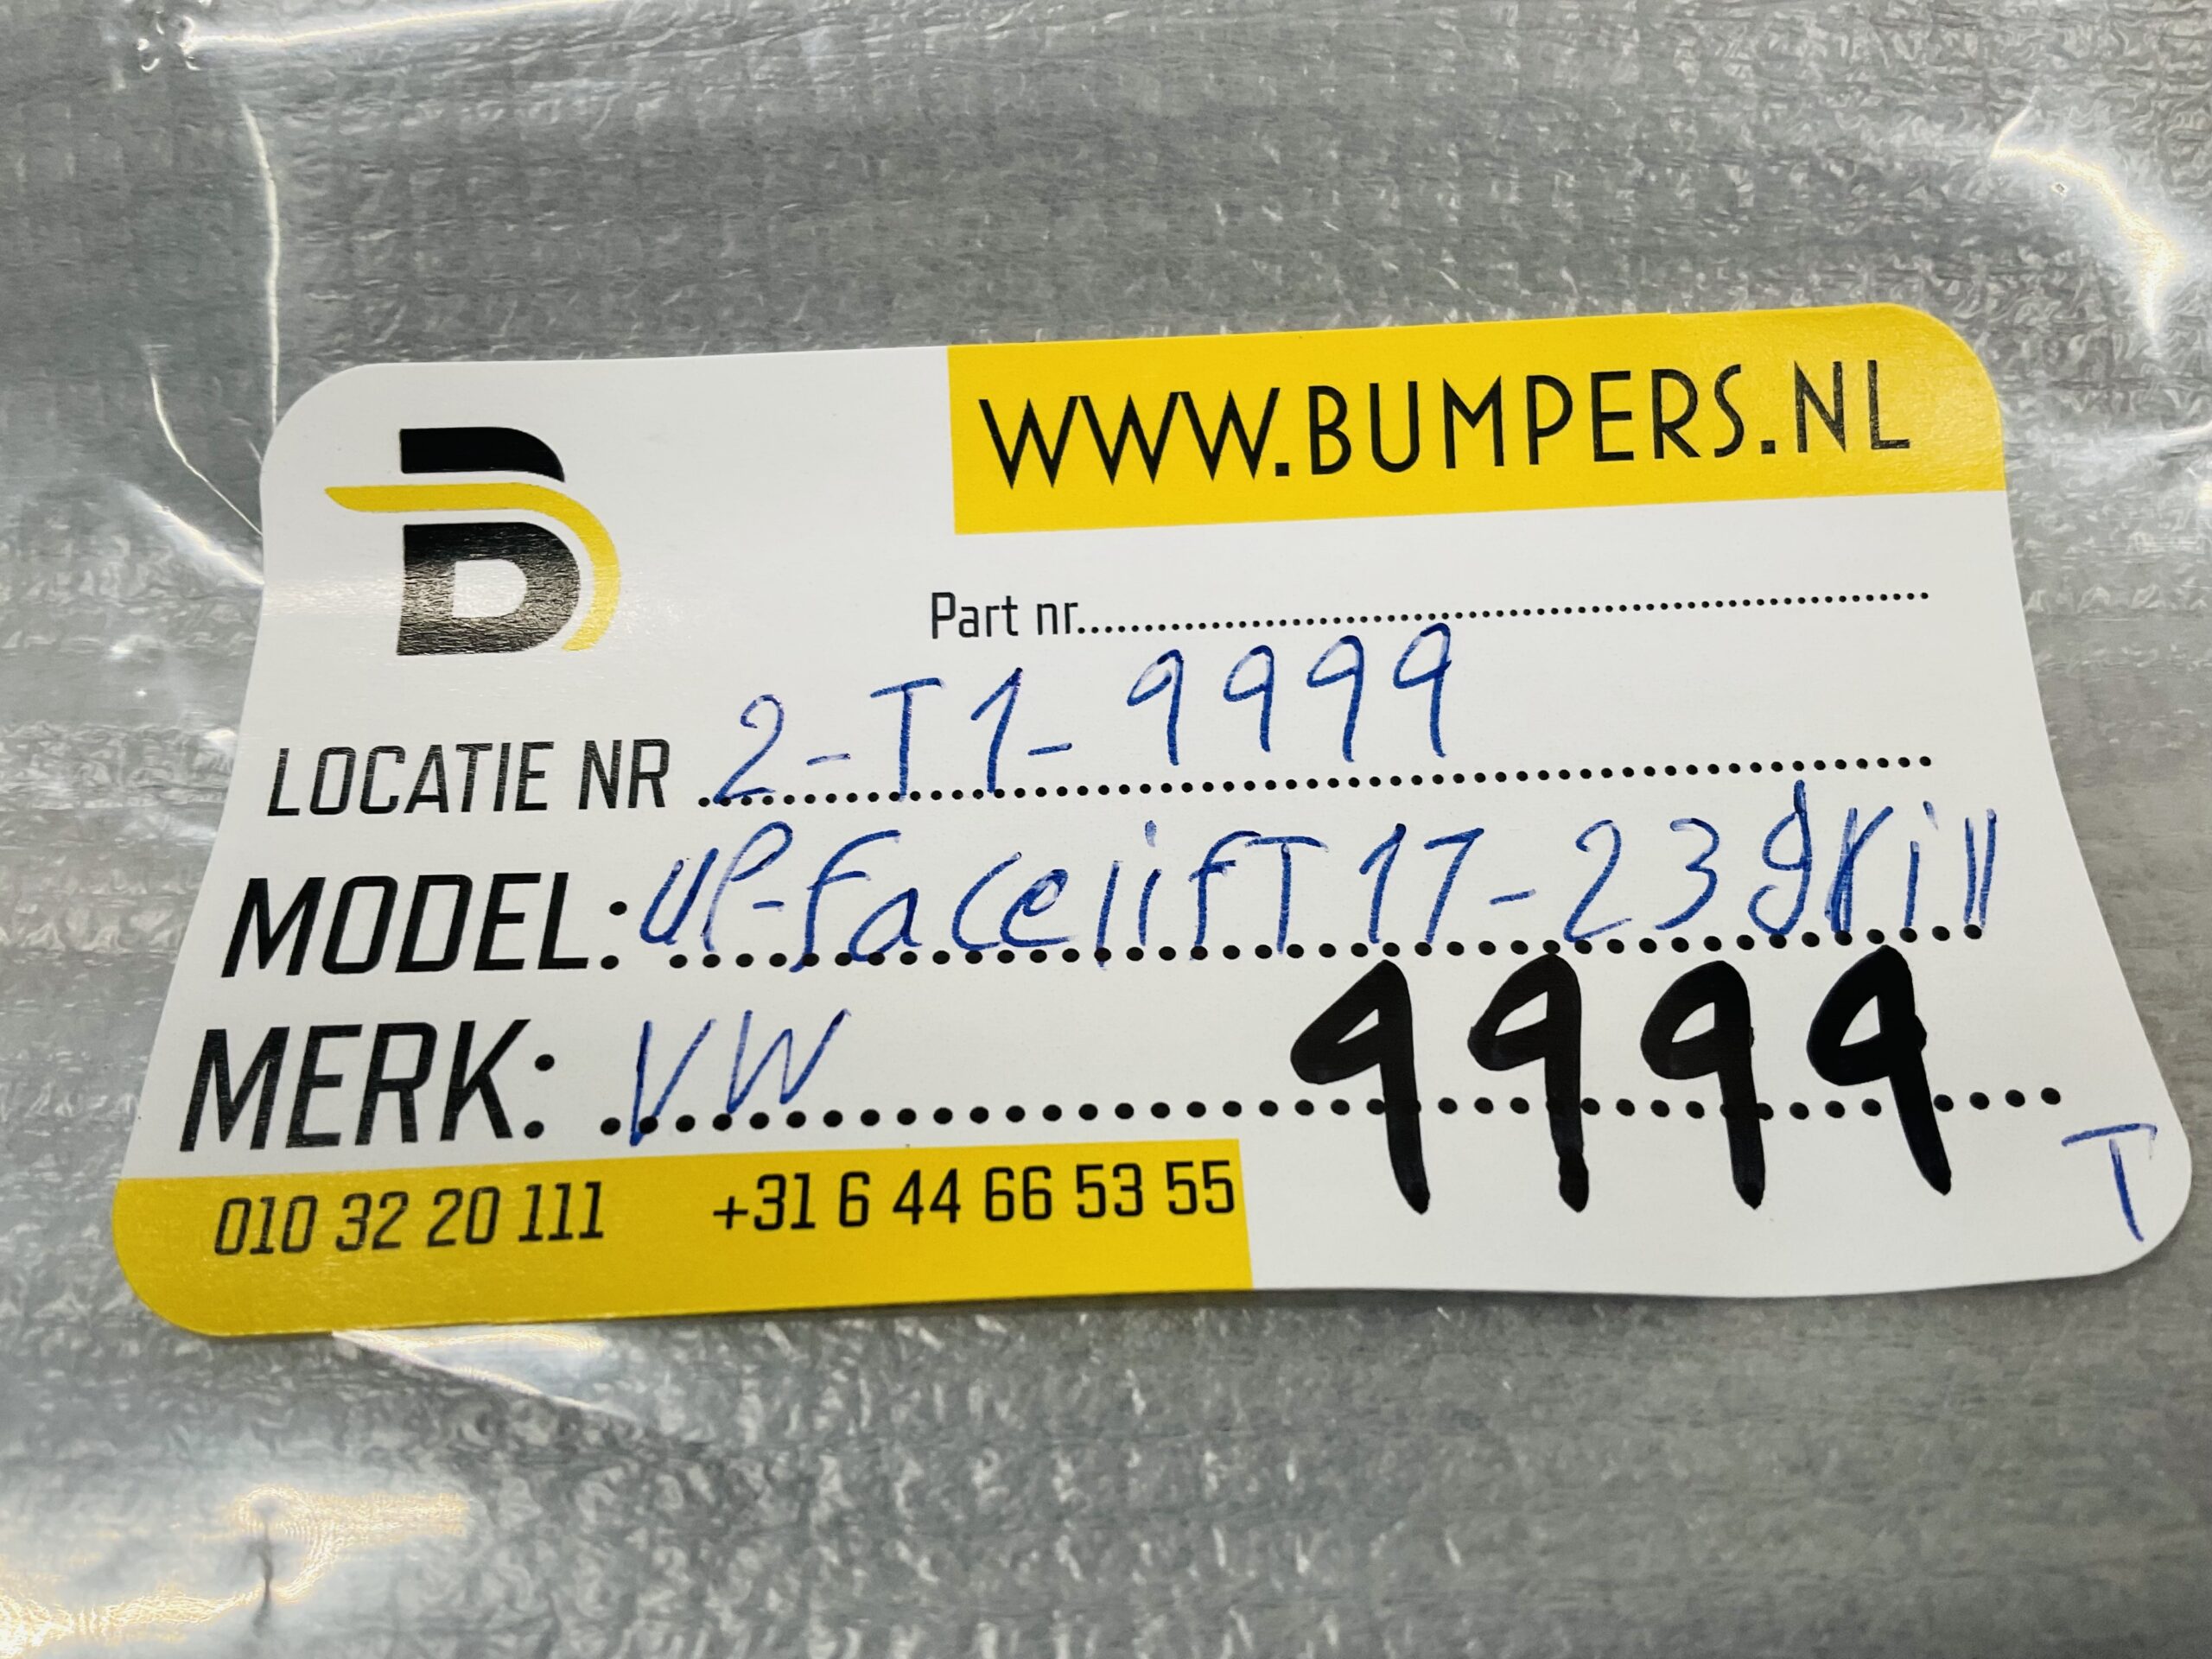 B
WWW.BUMPERS.NL
Part nr..........
LOCATIE NR 2-T1-9999
MODEL: UP-facelifT 17-23 grill
MERK: VW
9999
T
010 32 20 111 +31 6 44 66 53 55